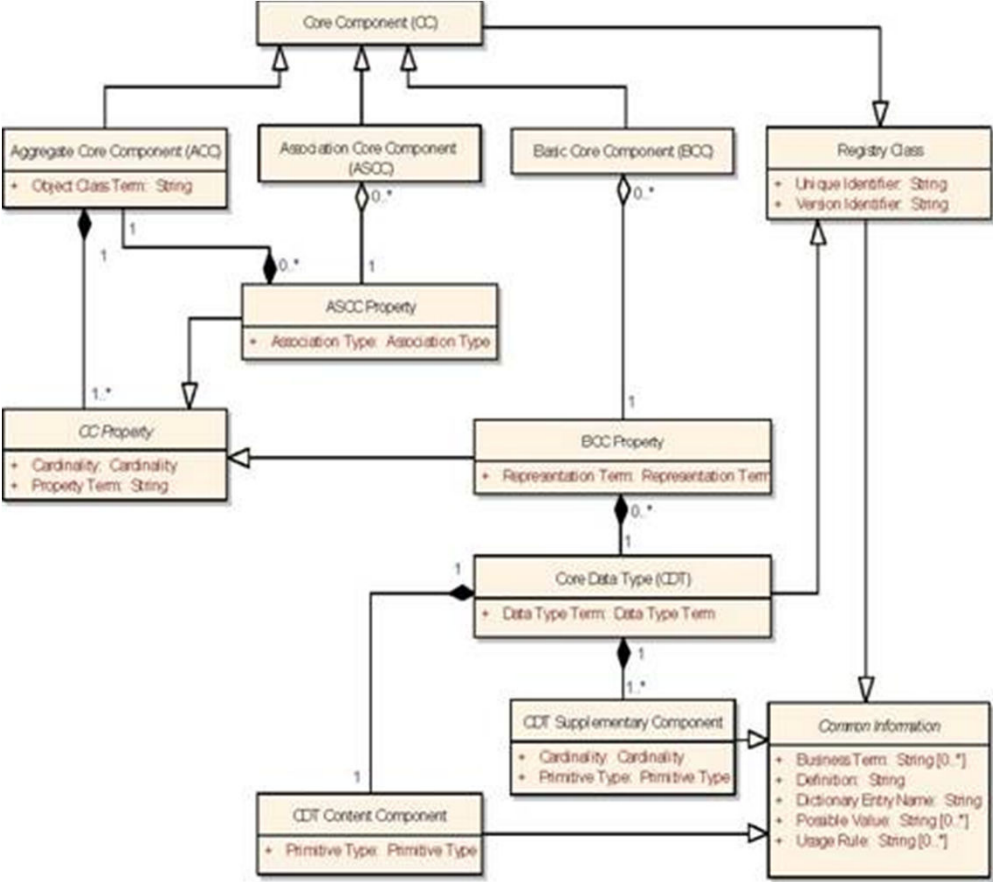 Core Component (CC)
Aggregate Core Component (ACC)
+ Object Class Term: String
Association Core Component
(ASCC)
Basic Core Component (BCC)
Registry Class
+ Unique Identifier: String
+ Version Identifier: String
0..*
0..*
1
1
0..*
1
ASCC Property
+ Association Type: Association Type
1..*
1
CC Property
+ Cardinality: Cardinality
+ Property Term: String
BCC Property
+ Representation Term: Representation Term
0..*
1
1
Core Data Type (CDT)
+ Data Type Term: Data Type Term
1
1..*
CDT Supplementary Component
+ Cardinality: Cardinality
+ Primitive Type: Primitive Type
Common Information
+ Business Term: String [0..*]
+ Definition: String
+ Dictionary Entry Name: String
+ Possible Value: String [0..*]
+ Usage Rule: String [0..*]
1
CDT Content Component
+ Primitive Type: Primitive Type